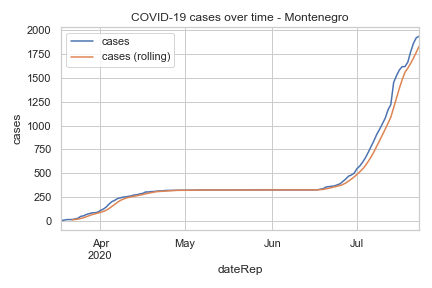 COVID-19 cases over time - Montenegro
cases
cases (rolling)
2000
1750
1500
1250
1000
750
500
250
0
cases
Apr
2020
May
Jun
Jul
dateRep